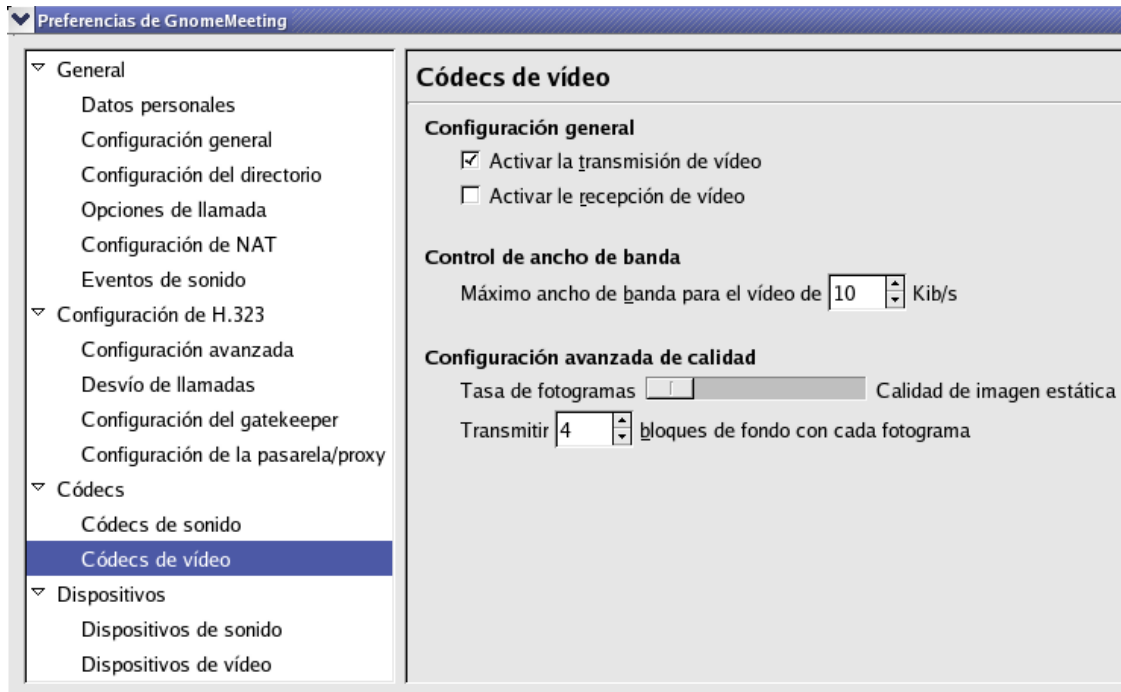 Preferencias de GnomeMeeting
General
Datos personales
Configuración general
Configuración del directorio
Opciones de llamada
Configuración de NAT
Eventos de sonido
Configuración de H.323
Configuración avanzada
Desvío de llamadas
Configuración del gatekeeper
Configuración de la pasarela/proxy
Códecs
Códecs de sonido
Códecs de vídeo
Dispositivos
Dispositivos de sonido
Dispositivos de vídeo
Códecs de vídeo
Configuración general
Activar la transmisión de vídeo
Activar le recepción de vídeo
Control de ancho de banda
Máximo ancho de banda para el vídeo de 10 Kib/s
Configuración avanzada de calidad
Tasa de fotogramas Calidad de imagen estática
Transmitir 4 bloques de fondo con cada fotograma